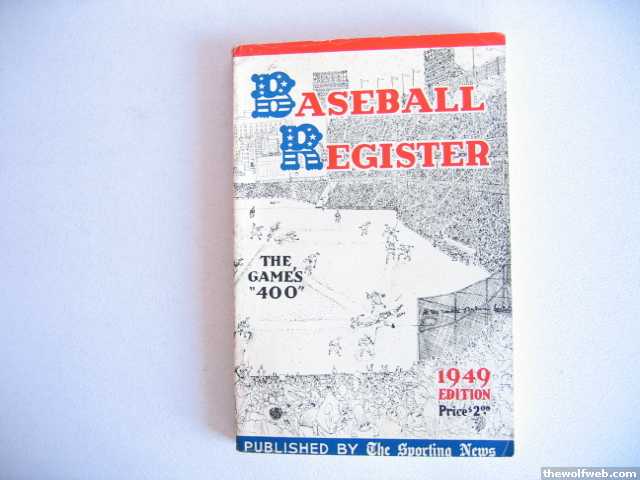 BASEBALL
REGISTER
THE
GAME'S
"400"
1949
EDITION
Price $2.00
PUBLISHED BY The Sporting News
thewolfweb.com